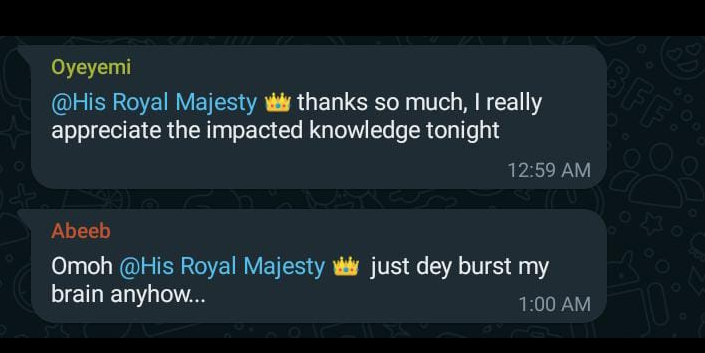 Oyeyemi
@His Royal Majesty 👑 thanks so much, I really
appreciate the impacted knowledge tonight
12:59 AM
Abeeb
Omoh @His Royal Majesty 👑 just dey burst my
brain anyhow...
1:00 AM
BFF